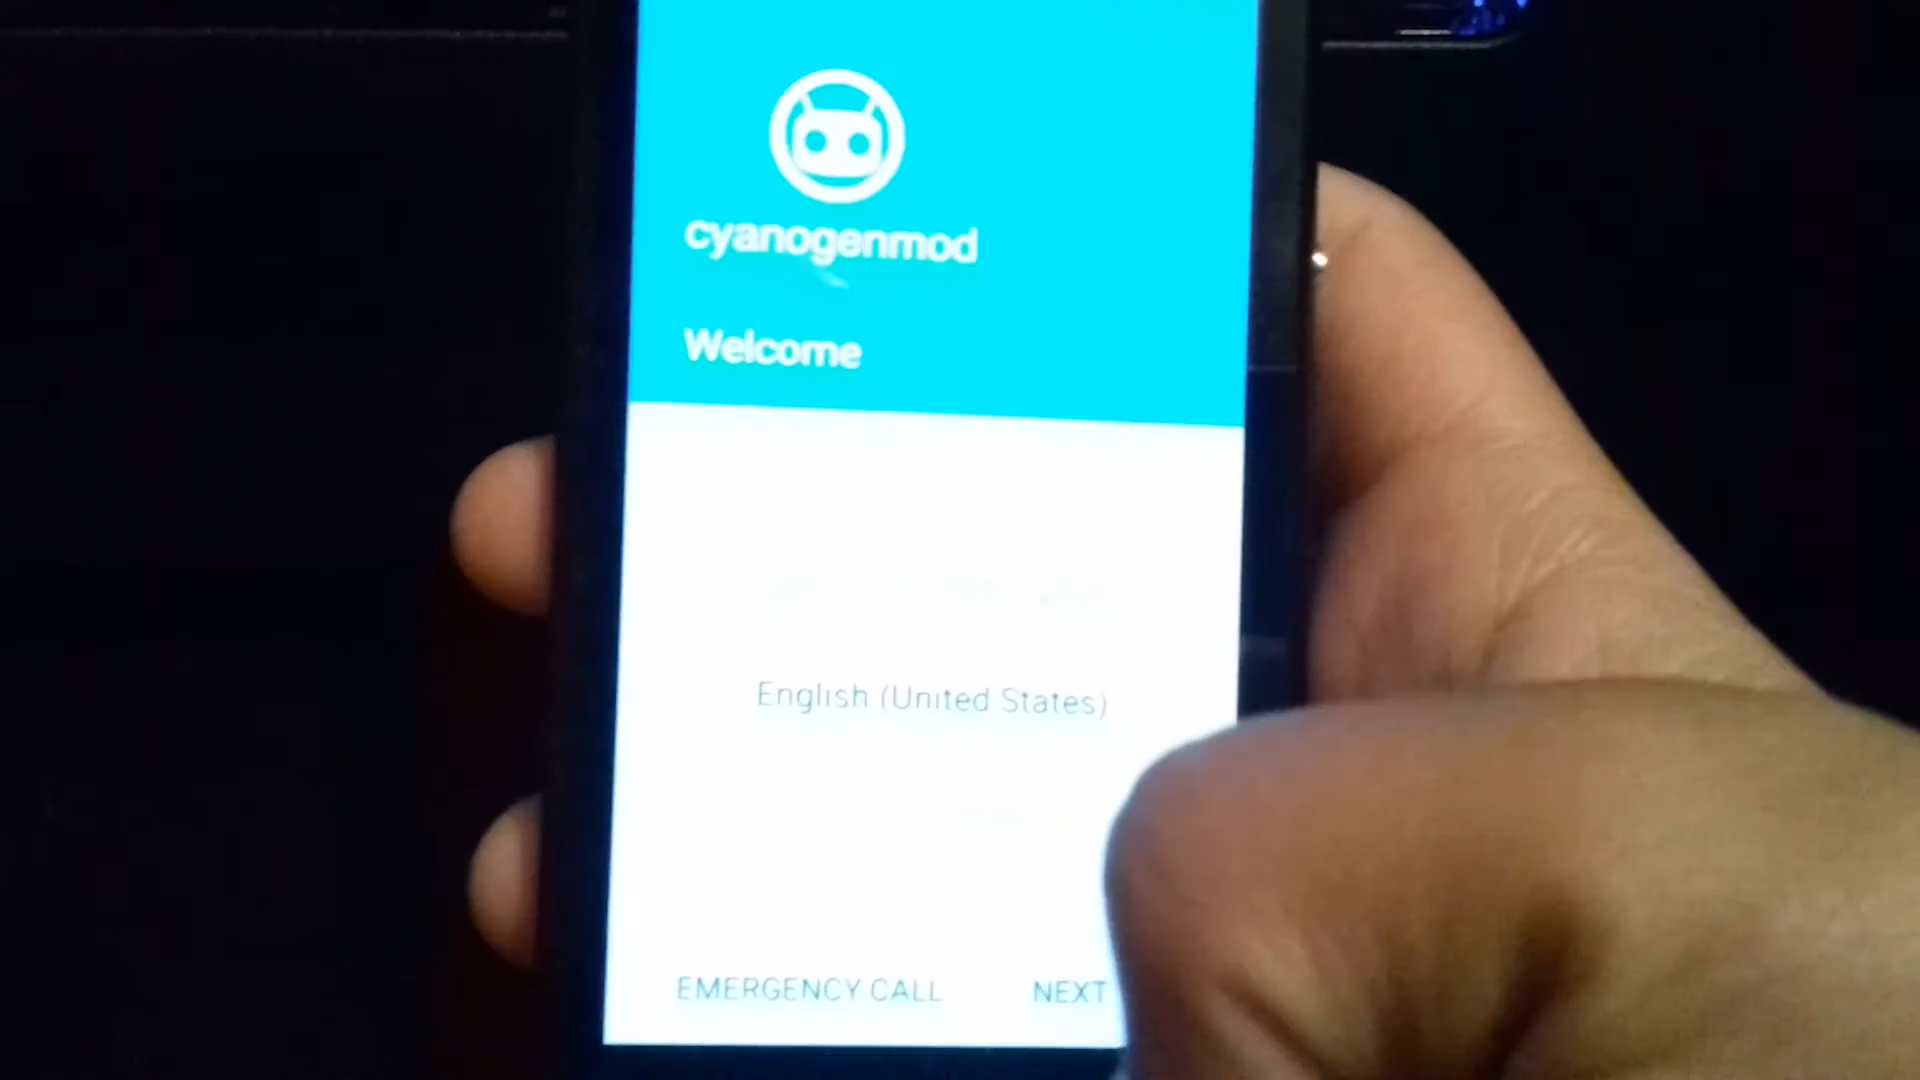 cyanogenmod
Welcome
English (United States)
EMERGENCY CALL
NEXT